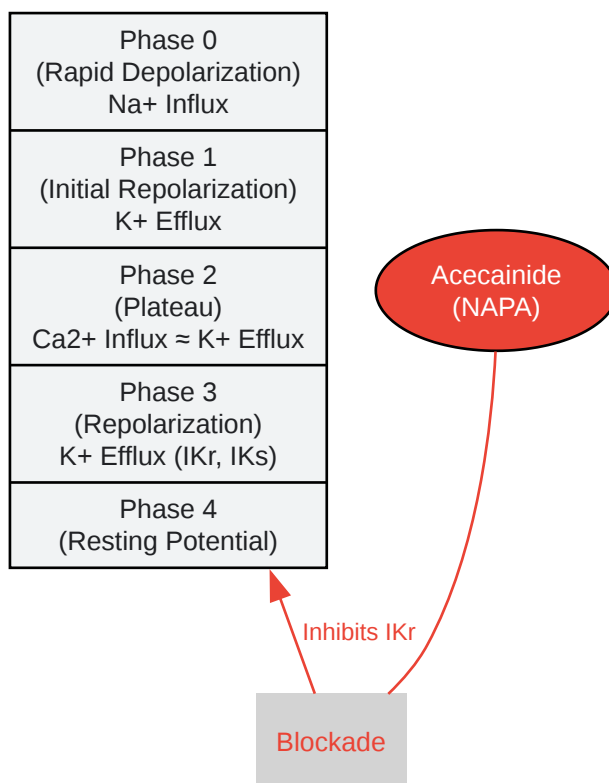 Phase 0
(Rapid Depolarization)
Na+ Influx
Phase 1
(Initial Repolarization)
K+ Efflux
Phase 2
(Plateau)
Ca2+ Influx ≈ K+ Efflux
Phase 3
(Repolarization)
K+ Efflux (IKr, IKs)
Phase 4
(Resting Potential)
Acecainide
(NAPA)
Inhibits IKr
Blockade